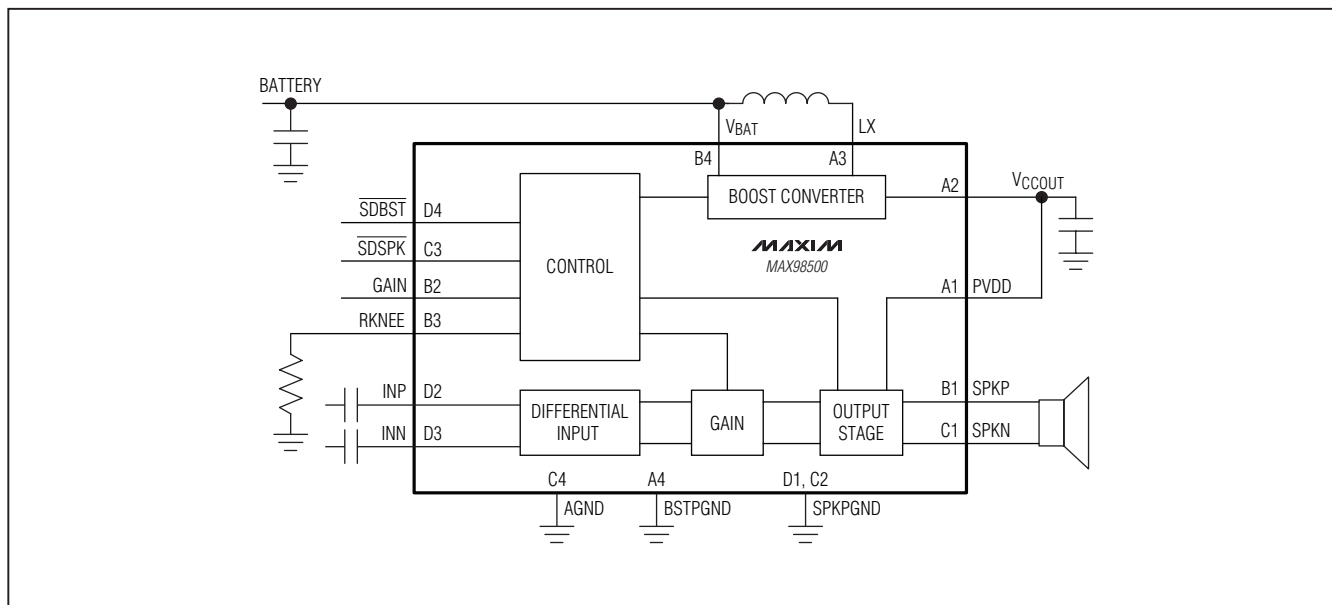 BATTERY
VBAT
LX
B4
A3
BOOST CONVERTER
A2
VCCOUT
SDBST
D4
SDSPK
C3
CONTROL
MAXIM
MAX98500
GAIN
B2
A1
PVDD
RKNEE
B3
INP
D2
DIFFERENTIAL
INPUT
GAIN
OUTPUT
STAGE
B1
SPKP
INN
D3
C1
SPKN
C4
A4
D1, C2
AGND
BSTPGND
SPKPGND